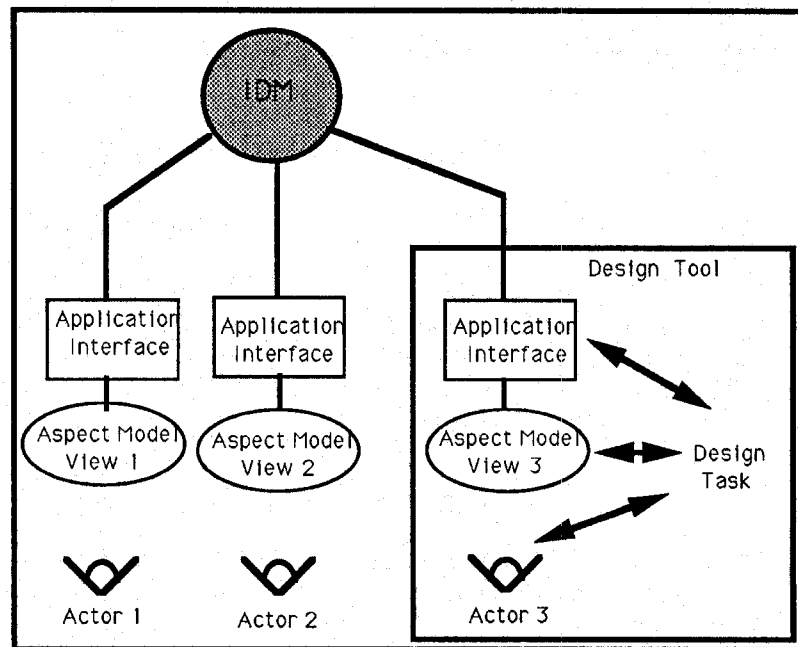 IDM
Design Tool
Application
Interface
Application
Interface
Application
Interface
Aspect Model
View 1
Aspect Model
View 2
Aspect Model
View 3
Design
Task
Actor 1
Actor 2
Actor 3